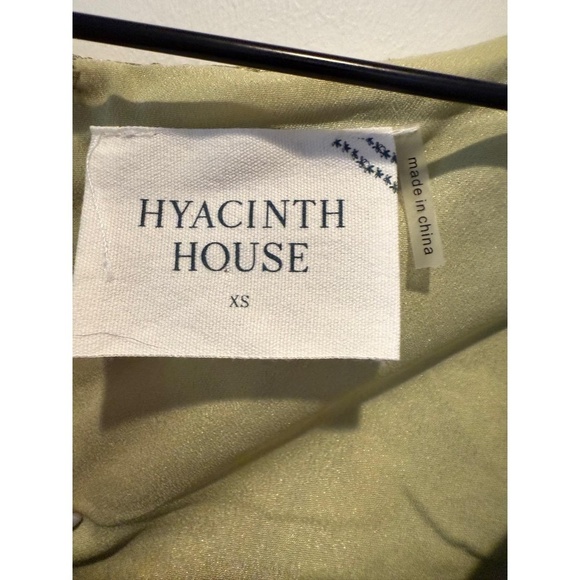 HYACINTH
HOUSE
XS
made in china